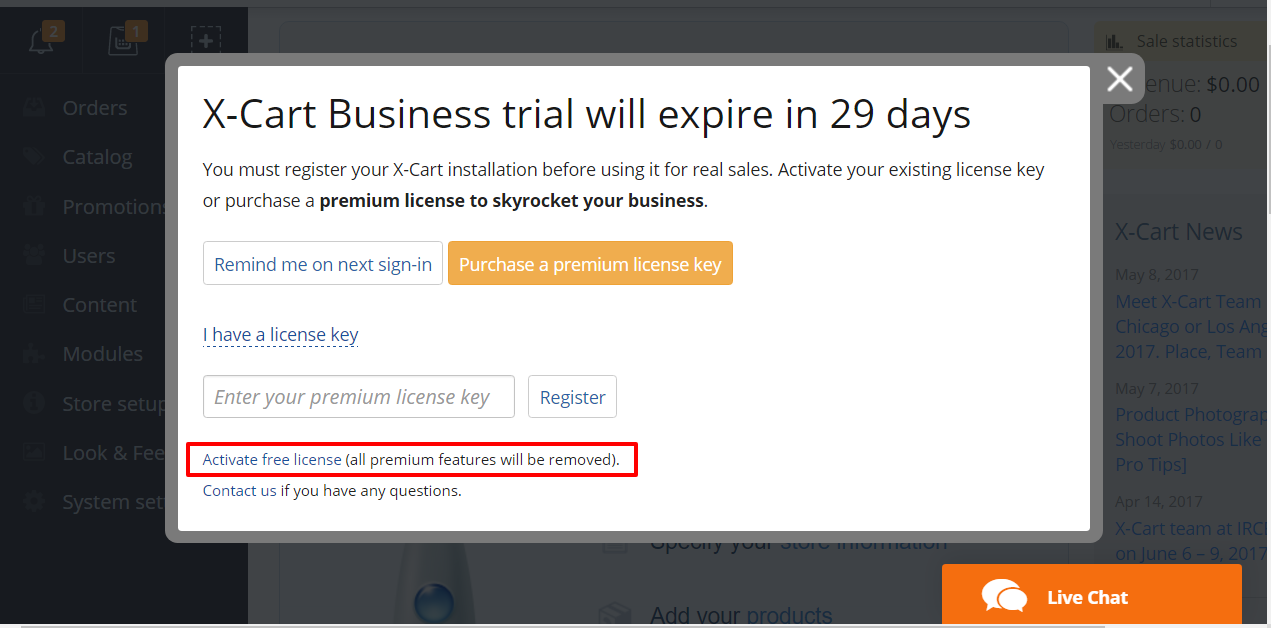 2
1
Orders
Catalog
Promotions
Users
Content
Modules
Store setup
Look & Fee
System set
X-Cart Business trial will expire in 29 days
You must register your X-Cart installation before using it for real sales. Activate your existing license key
or purchase a premium license to skyrocket your business.
Remind me on next sign-in
Purchase a premium license key
I have a license key
Enter your premium license key
Register
Activate free license (all premium features will be removed).
Contact us if you have any questions.
Specify your store information
Add your products
Sale statistics
enue: $0.00
Orders: 0
Yesterday $0.00 / 0
X-Cart News
May 8, 2017
Meet X-Cart Team
Chicago or Los Ang
2017. Place, Team
May 7, 2017
Product Photograp
Shoot Photos Like
Pro Tips]
Apr 14, 2017
X-Cart team at IRC
on June 6 – 9, 2017
Live Chat